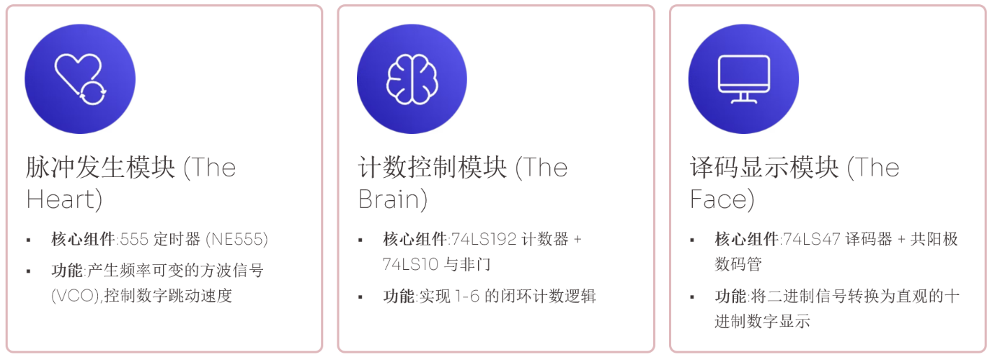 脉冲发生模块 (The
Heart)
▪ 核心组件:555 定时器 (NE555)
▪ 功能:产生频率可变的方波信号
(VCO),控制数字跳动速度
计数控制模块 (The
Brain)
▪ 核心组件:74LS192 计数器 +
74LS10 与非门
▪ 功能:实现 1-6 的闭环计数逻辑
译码显示模块 (The
Face)
▪ 核心组件:74LS47 译码器 + 共阳极
数码管
▪ 功能:将二进制信号转换为直观的十
进制数字显示